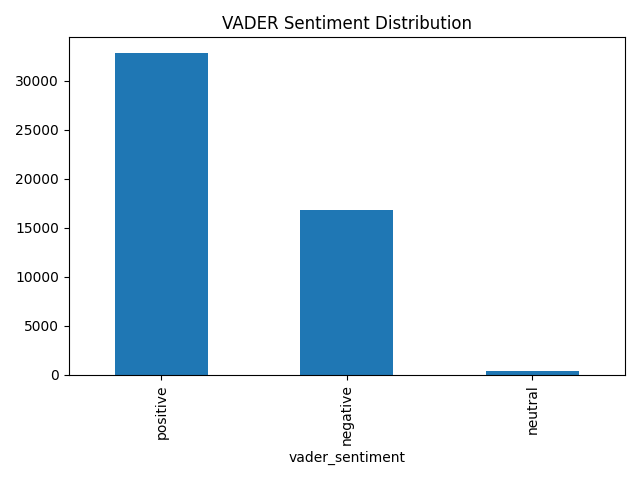 VADER Sentiment Distribution
30000
25000
20000
15000
10000
5000
0
positive
negative
neutral
vader_sentiment